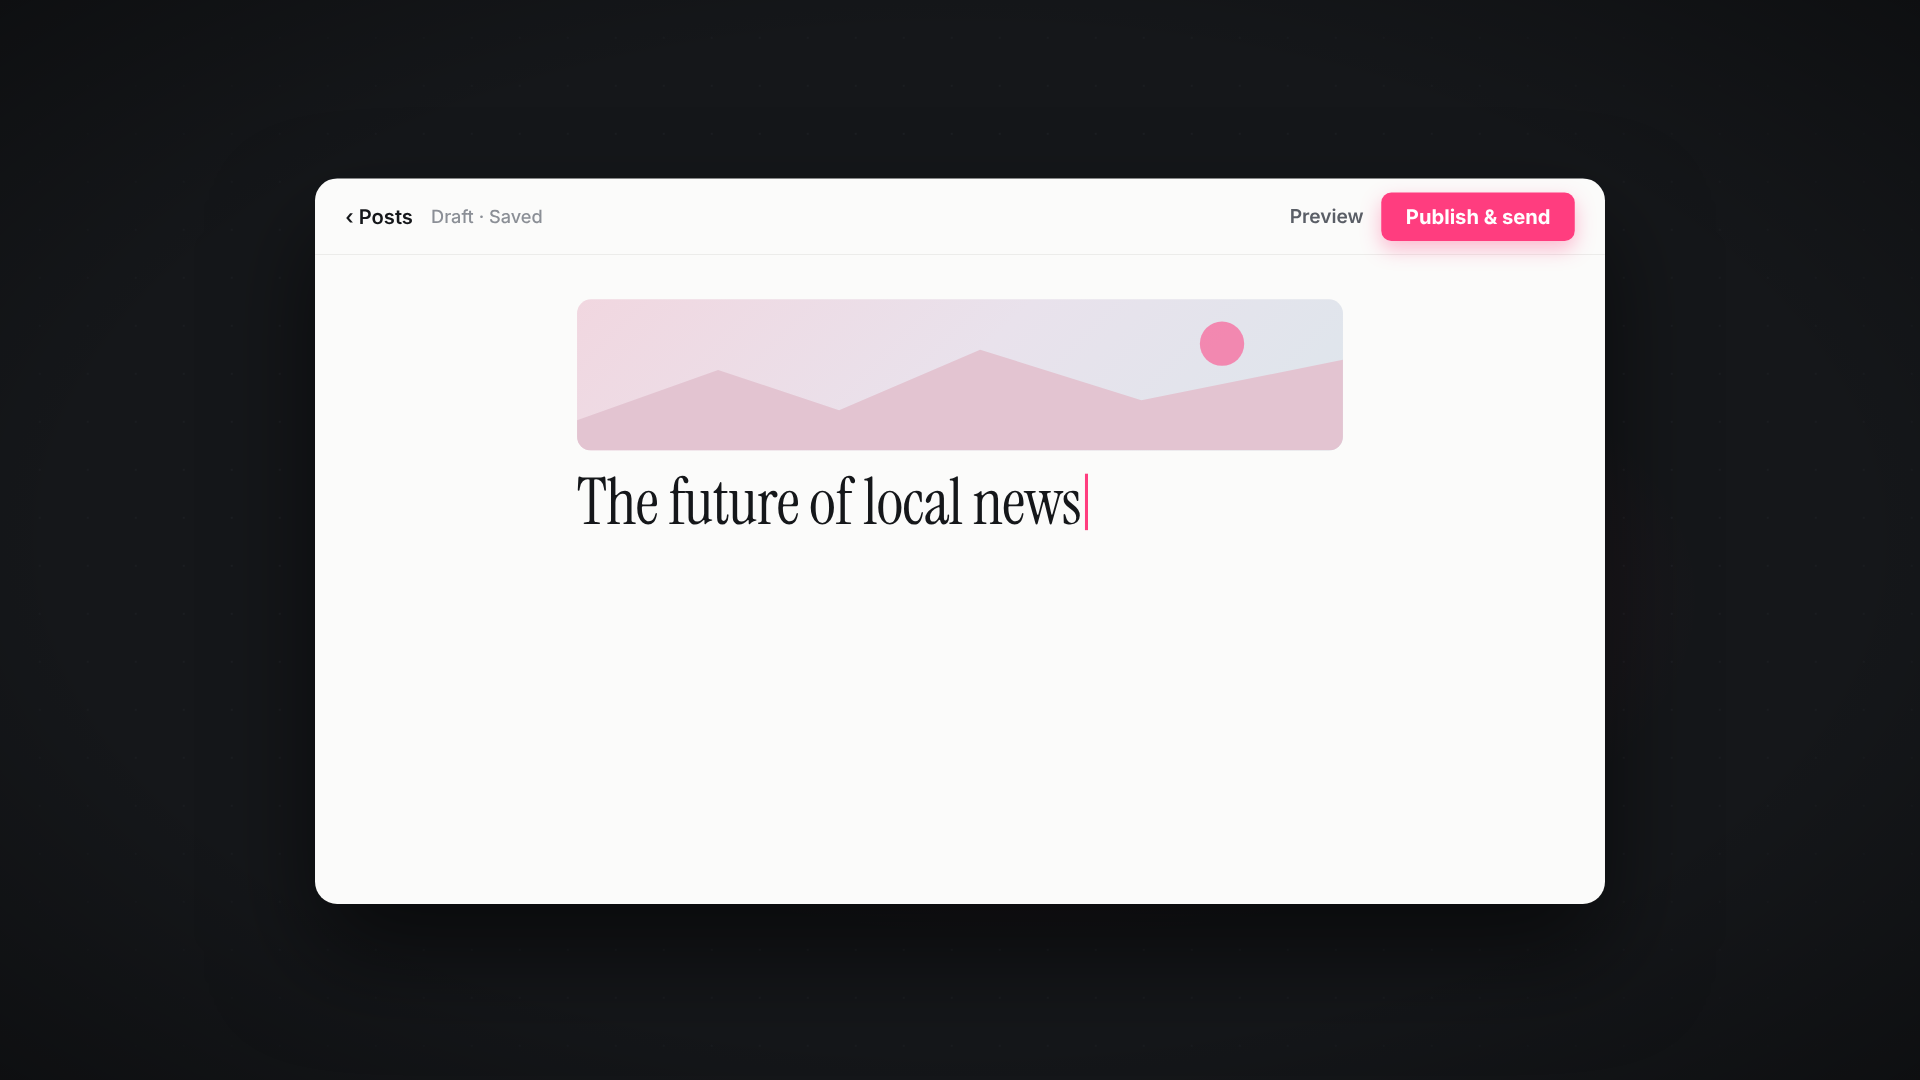 ‹ Posts Draft · Saved Preview Publish & send
The future of local news